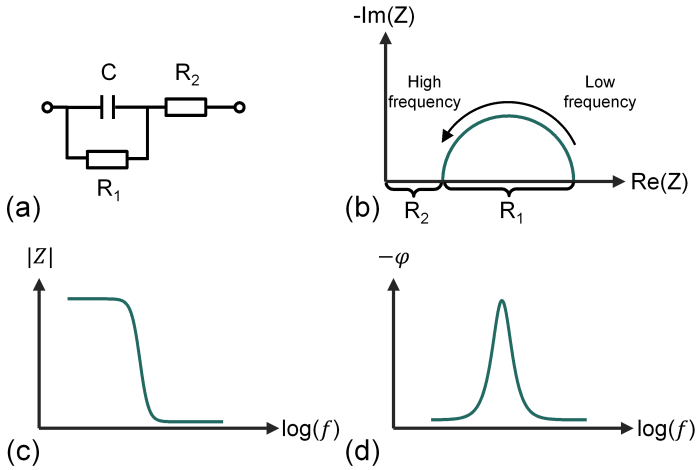 C
R₂
R₁
(a)
-Im(Z)
High
frequency
Low
frequency
Re(Z)
R₂
R₁
(b)
|Z|
log(f)
(c)
−φ
log(f)
(d)